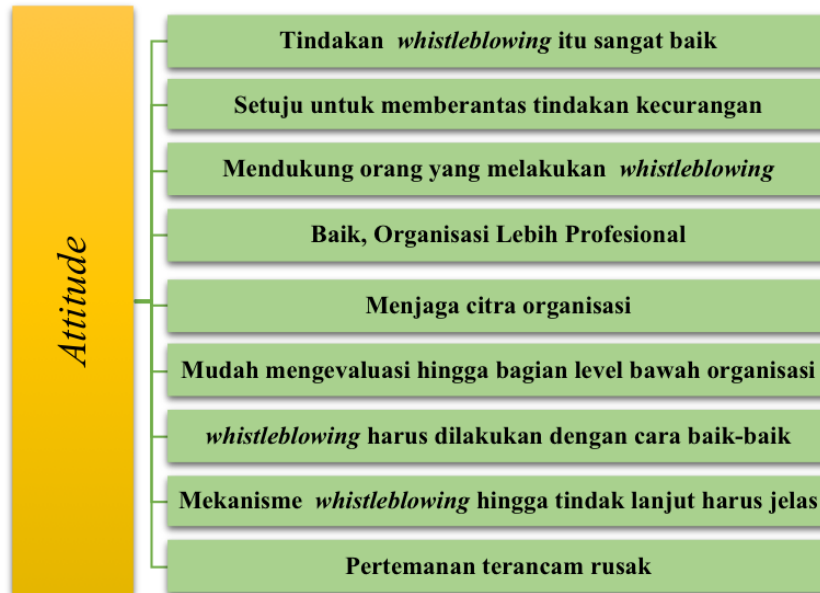 Attitude
Tindakan whistleblowing itu sangat baik
Setuju untuk memberantas tindakan kecurangan
Mendukung orang yang melakukan whistleblowing
Baik, Organisasi Lebih Profesional
Menjaga citra organisasi
Mudah mengevaluasi hingga bagian level bawah organisasi
whistleblowing harus dilakukan dengan cara baik-baik
Mekanisme whistleblowing hingga tindak lanjut harus jelas
Pertemanan terancam rusak